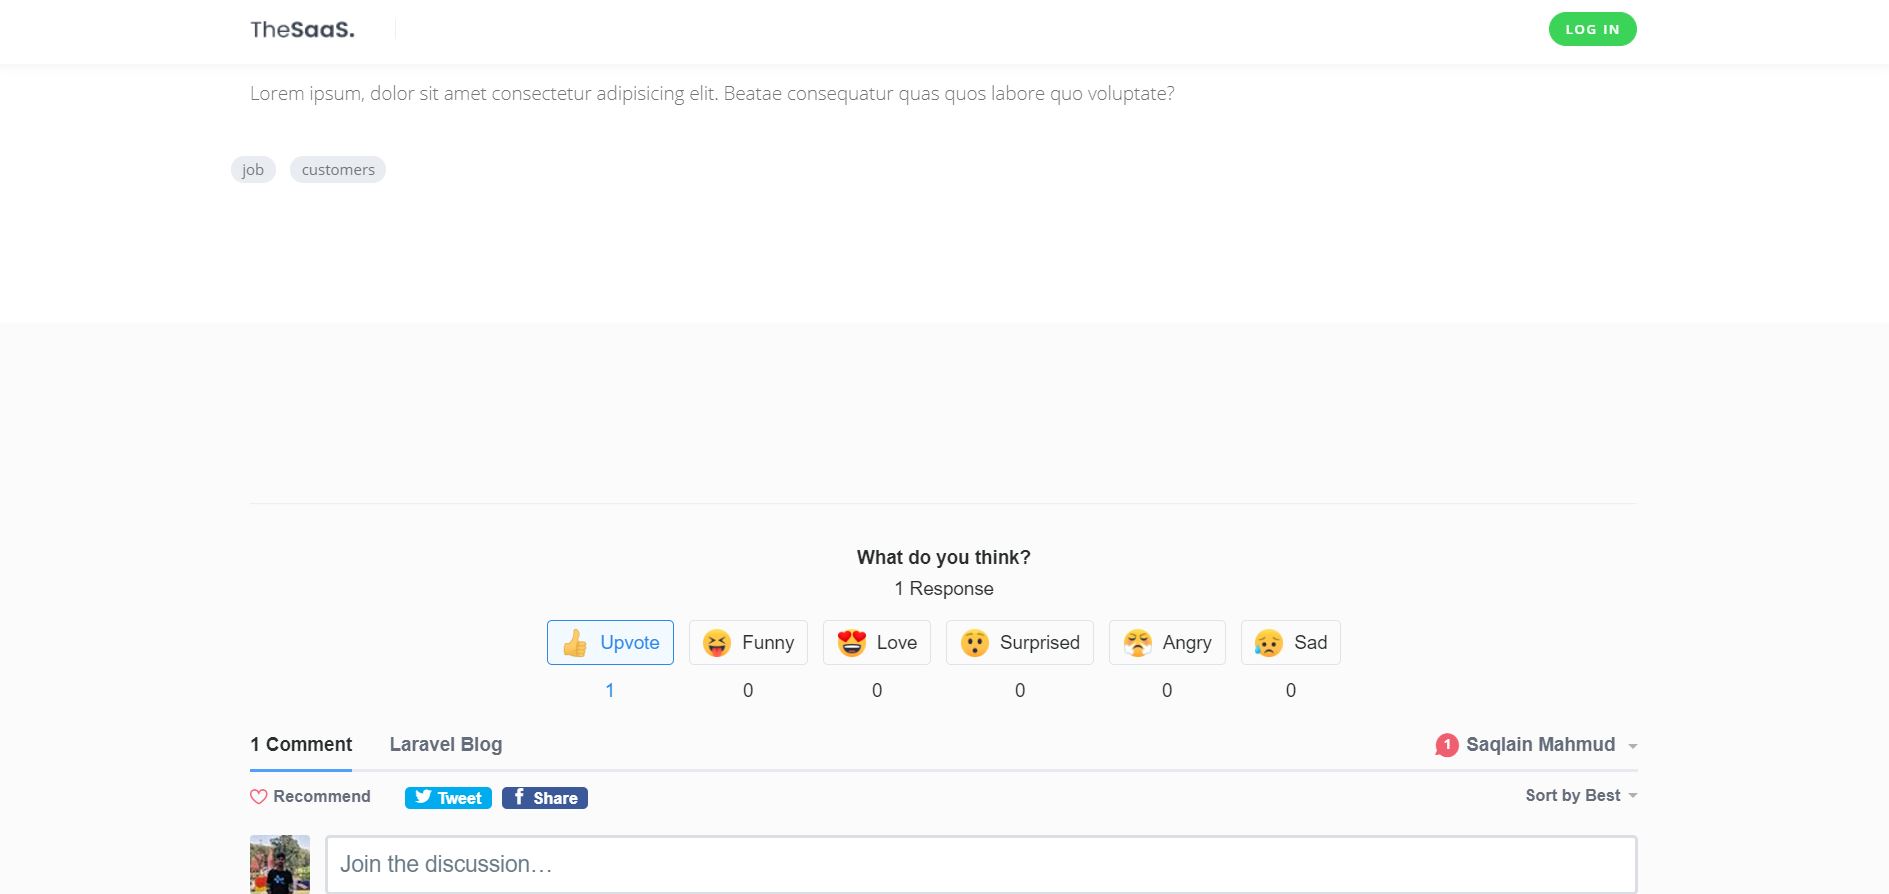 TheSaaS.
LOG IN
Lorem ipsum, dolor sit amet consectetur adipisicing elit. Beatae consequatur quas quos labore quo voluptate?
job customers
What do you think?
1 Response
Upvote Funny Love Surprised Angry Sad
1 0 0 0 0 0
1 Comment Laravel Blog 1 Saqlain Mahmud
Recommend Tweet f Share Sort by Best
Join the discussion…